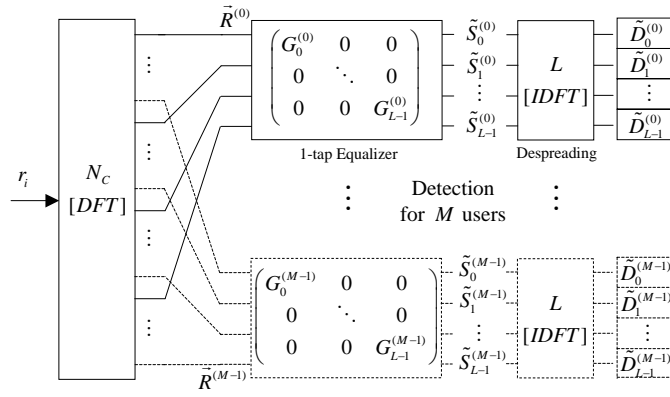 r_i
N_C
[DFT]
⋮
⋮
⋮
⋮
⋮
R⃗^(0)
G_0^(0) 0 0
0 ⋱ 0
0 0 G_{L-1}^(0)
1-tap Equalizer
S̃_0^(0)
S̃_1^(0)
⋮
S̃_{L-1}^(0)
L
[IDFT]
Despreading
D̃_0^(0)
D̃_1^(0)
⋮
D̃_{L-1}^(0)
⋮ Detection ⋮
for M users
R⃗^(M-1)
G_0^(M-1) 0 0
0 ⋱ 0
0 0 G_{L-1}^(M-1)
S̃_0^(M-1)
S̃_1^(M-1)
⋮
S̃_{L-1}^(M-1)
L
[IDFT]
D̃_0^(M-1)
D̃_1^(M-1)
⋮
D̃_{L-1}^(M-1)